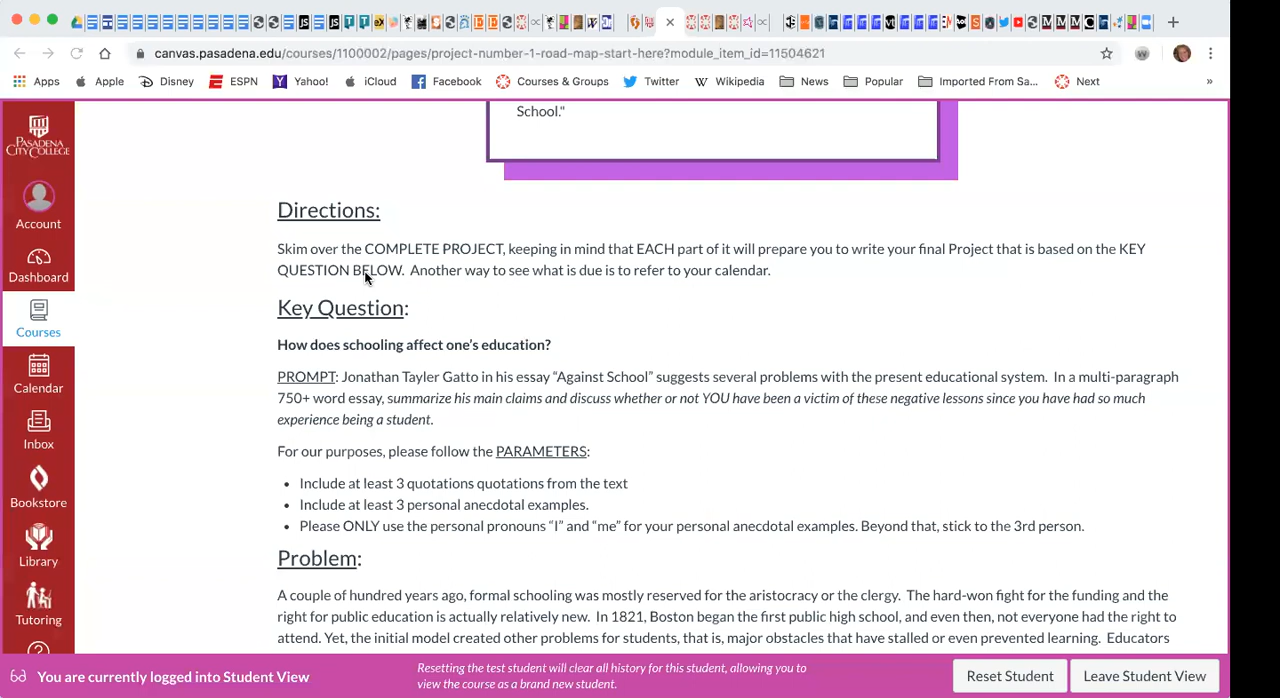 canvas.pasadena.edu/courses/1100002/pages/project-number-1-road-map-start-here?module_item_id=11504621
Apps Apple Disney ESPN Yahoo! iCloud Facebook Courses & Groups Twitter Wikipedia News Popular Imported From Sa... Next »
School."
PASADENA
CITY COLLEGE
Account
Dashboard
Courses
Calendar
Inbox
Bookstore
Library
Tutoring
Directions:
Skim over the COMPLETE PROJECT, keeping in mind that EACH part of it will prepare you to write your final Project that is based on the KEY
QUESTION BELOW. Another way to see what is due is to refer to your calendar.
Key Question:
How does schooling affect one's education?
PROMPT: Jonathan Tayler Gatto in his essay “Against School” suggests several problems with the present educational system. In a multi-paragraph
750+ word essay, summarize his main claims and discuss whether or not YOU have been a victim of these negative lessons since you have had so much
experience being a student.
For our purposes, please follow the PARAMETERS:
• Include at least 3 quotations quotations from the text
• Include at least 3 personal anecdotal examples.
• Please ONLY use the personal pronouns “I” and “me” for your personal anecdotal examples. Beyond that, stick to the 3rd person.
Problem:
A couple of hundred years ago, formal schooling was mostly reserved for the aristocracy or the clergy. The hard-won fight for the funding and the
right for public education is actually relatively new. In 1821, Boston began the first public high school, and even then, not everyone had the right to
attend. Yet, the initial model created other problems for students, that is, major obstacles that have stalled or even prevented learning. Educators
You are currently logged into Student View
Resetting the test student will clear all history for this student, allowing you to
view the course as a brand new student.
Reset Student
Leave Student View